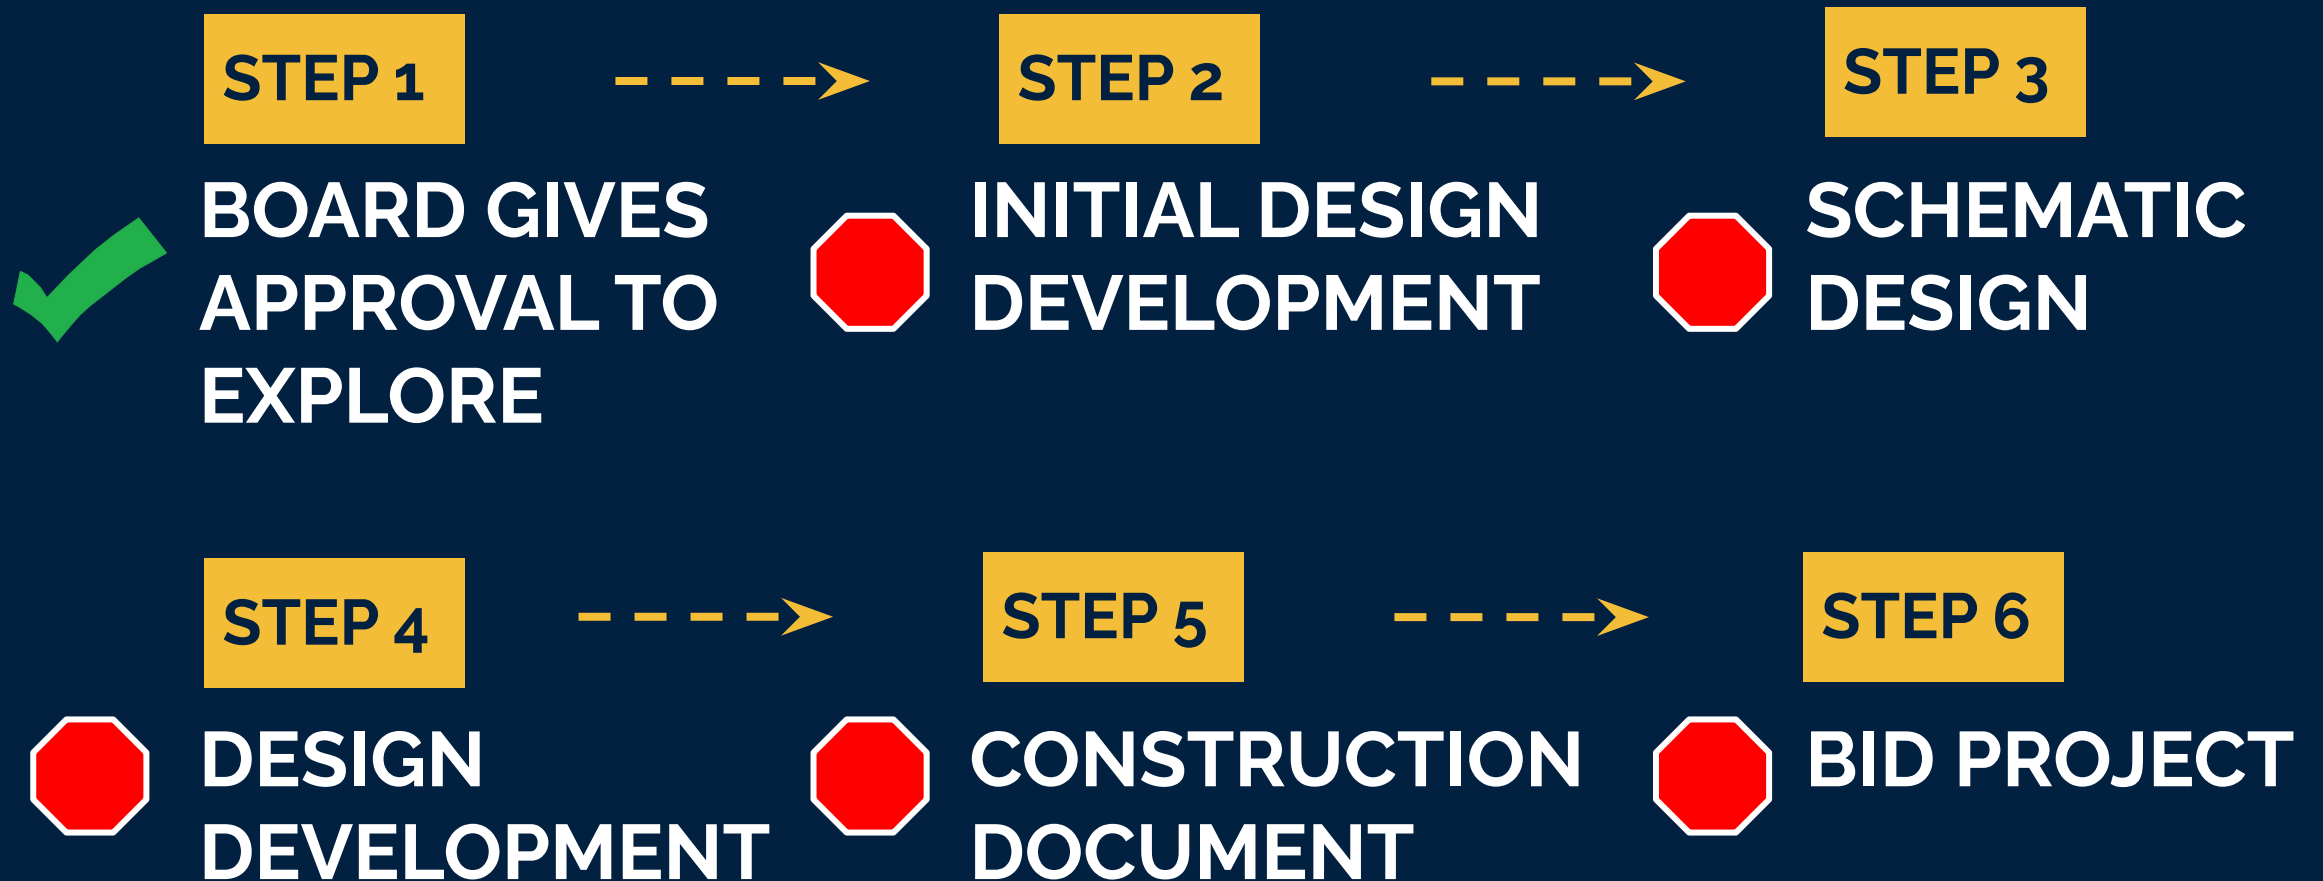 STEP 1
STEP 2
STEP 3
BOARD GIVES
APPROVAL TO
EXPLORE
INITIAL DESIGN
DEVELOPMENT
SCHEMATIC
DESIGN
STEP 4
STEP 5
STEP 6
DESIGN
DEVELOPMENT
CONSTRUCTION
DOCUMENT
BID PROJECT